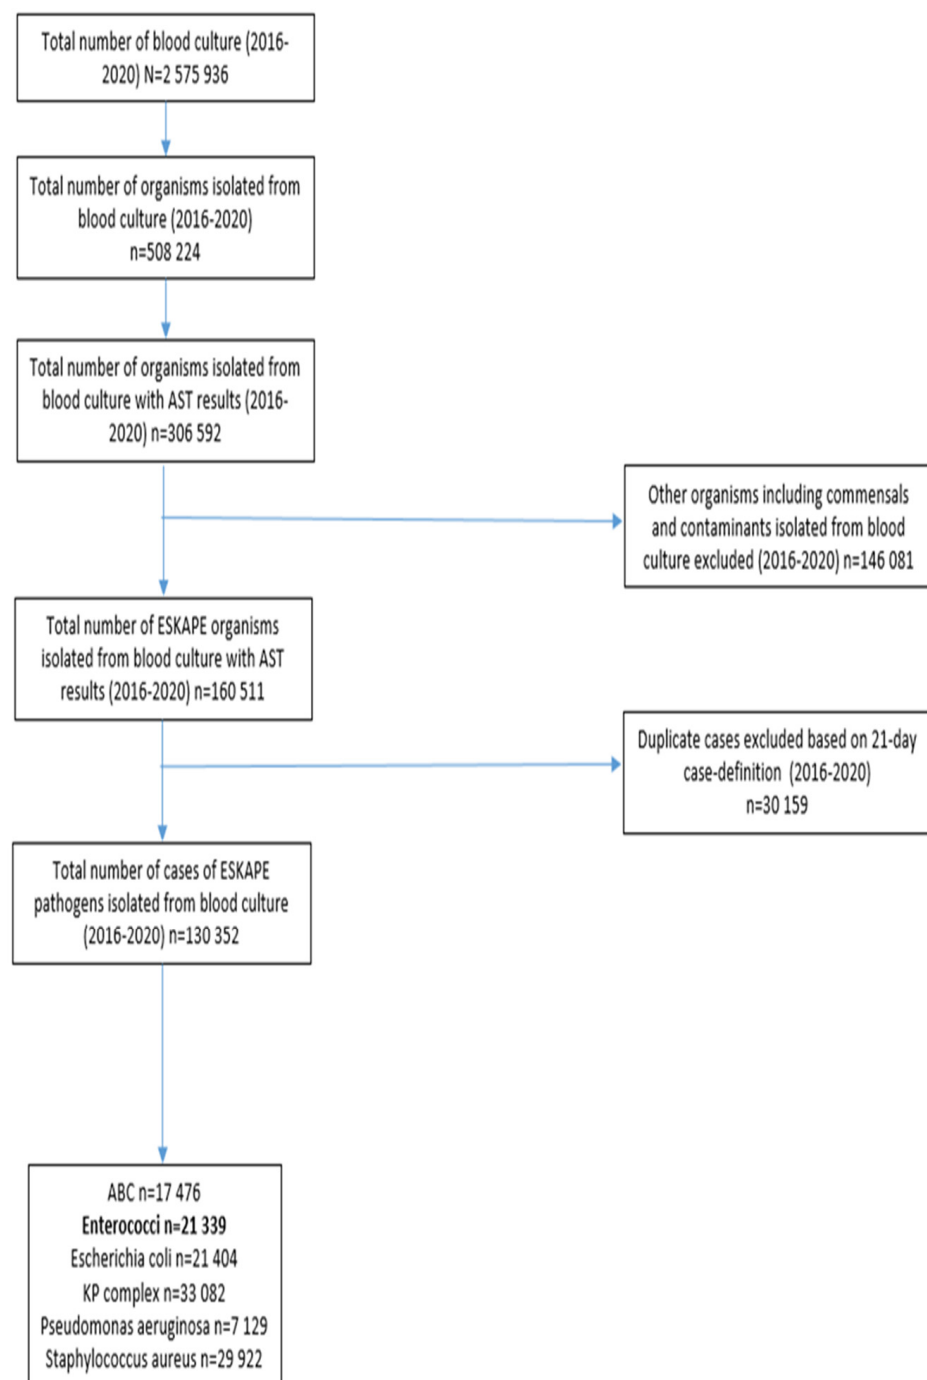 Total number of blood culture (2016-
2020) N=2 575 936
Total number of organisms isolated from
blood culture (2016-2020)
n=508 224
Total number of organisms isolated from
blood culture with AST results (2016-
2020) n=306 592
Other organisms including commensals
and contaminants isolated from blood
culture excluded (2016-2020) n=146 081
Total number of ESKAPE organisms
isolated from blood culture with AST
results (2016-2020) n=160 511
Duplicate cases excluded based on 21-day
case-definition (2016-2020)
n=30 159
Total number of cases of ESKAPE
pathogens isolated from blood culture
(2016-2020) n=130 352
ABC n=17 476
Enterococci n=21 339
Escherichia coli n=21 404
KP complex n=33 082
Pseudomonas aeruginosa n=7 129
Staphylococcus aureus n=29 922